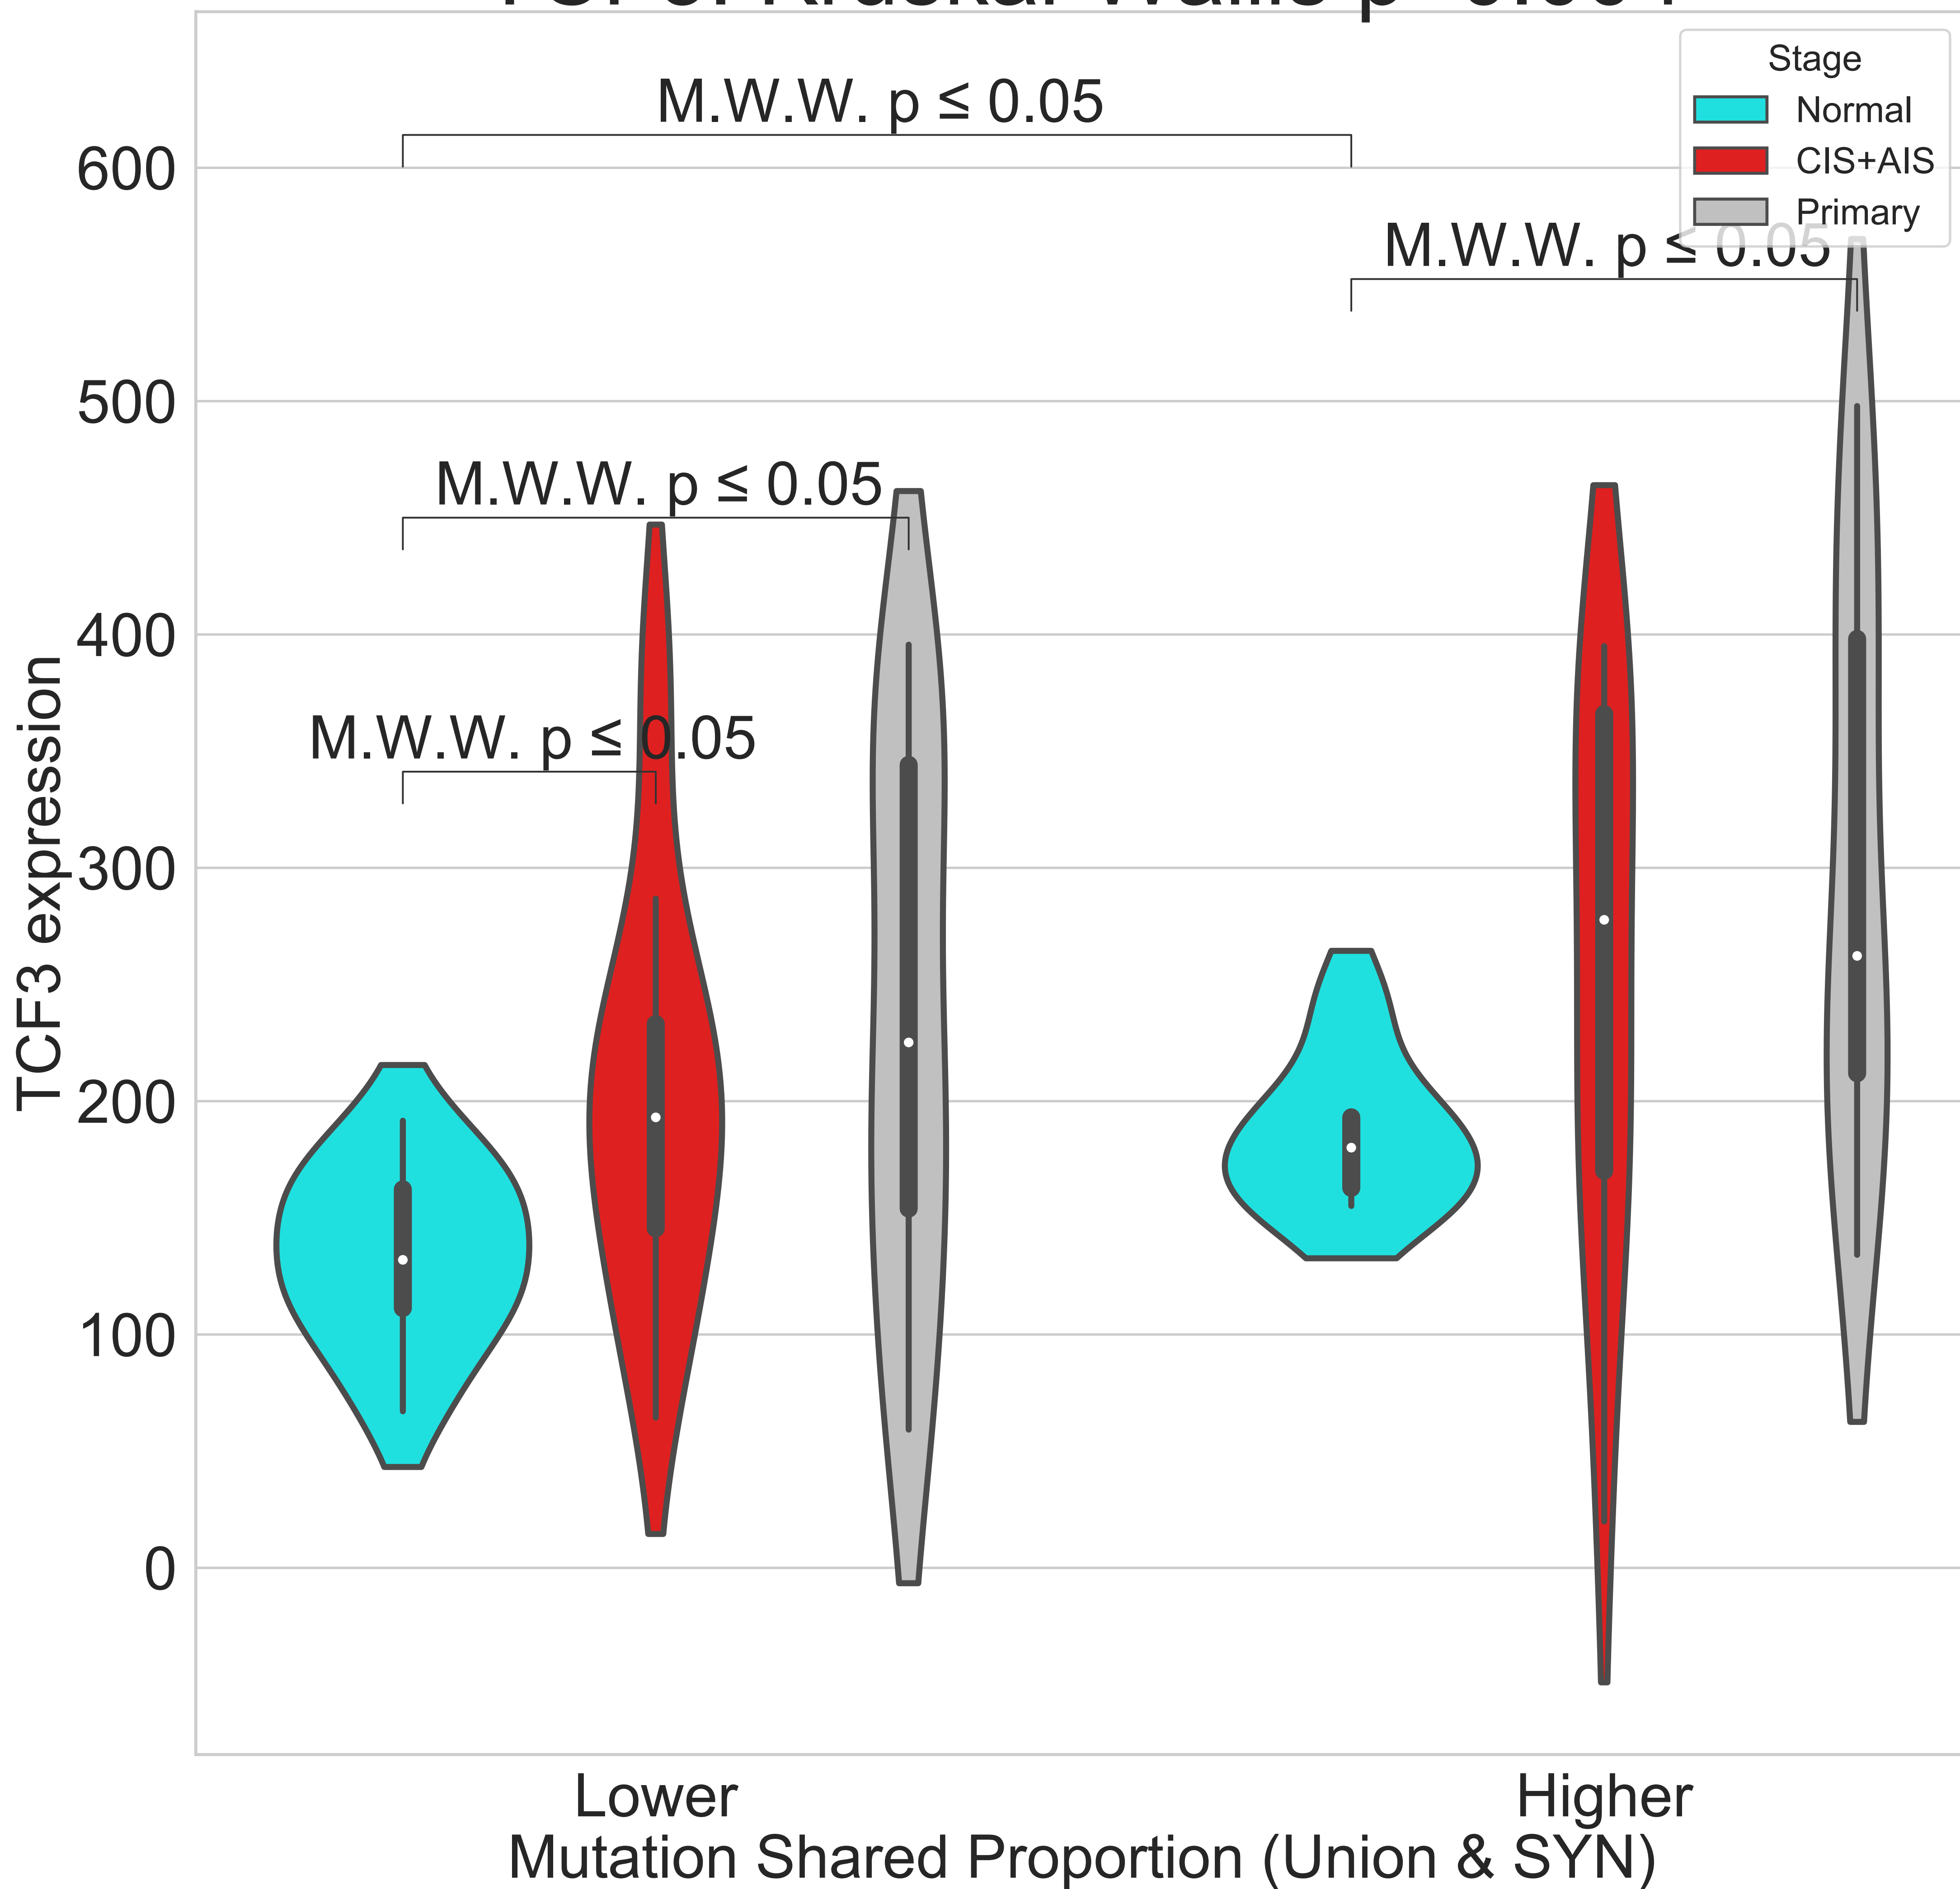 Stage
Normal
CIS+AIS
Primary
M.W.W. p ≤ 0.05
M.W.W. p ≤ 0.05
M.W.W. p ≤ 0.05
M.W.W. p ≤ 0.05
600
500
400
300
200
100
0
TCF3 expression
Lower
Higher
Mutation Shared Proportion (Union & SYN)